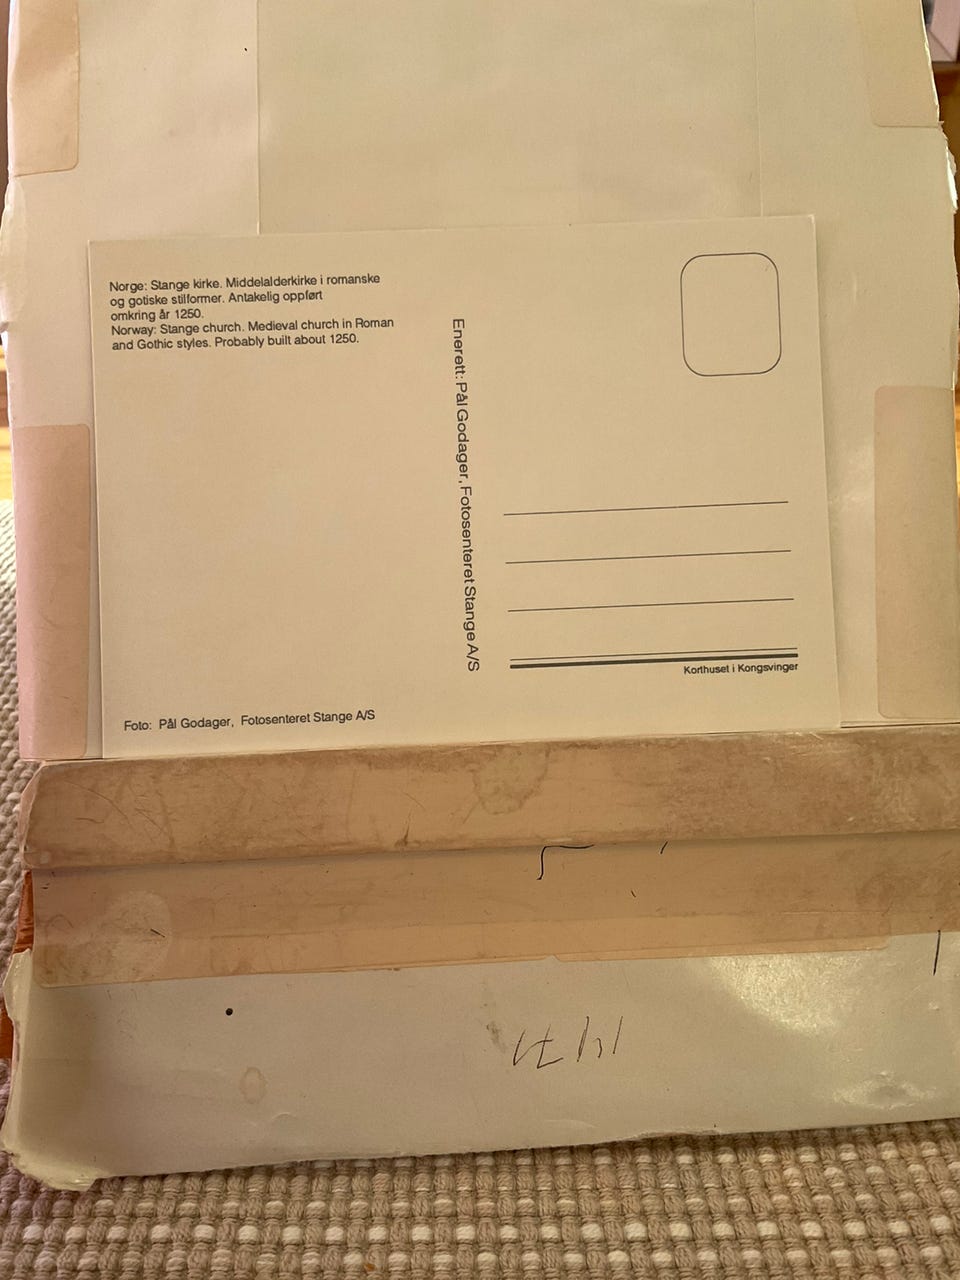 Norge: Stange kirke. Middelalderkirke i romanske
og gotiske stilformer. Antakelig oppført
omkring år 1250.
Norway: Stange church. Medieval church in Roman
and Gothic styles. Probably built about 1250.
Enerett: Pål Godager, Fotosenteret Stange A/S
Korthuset i Kongsvinger
Foto: Pål Godager, Fotosenteret Stange A/S